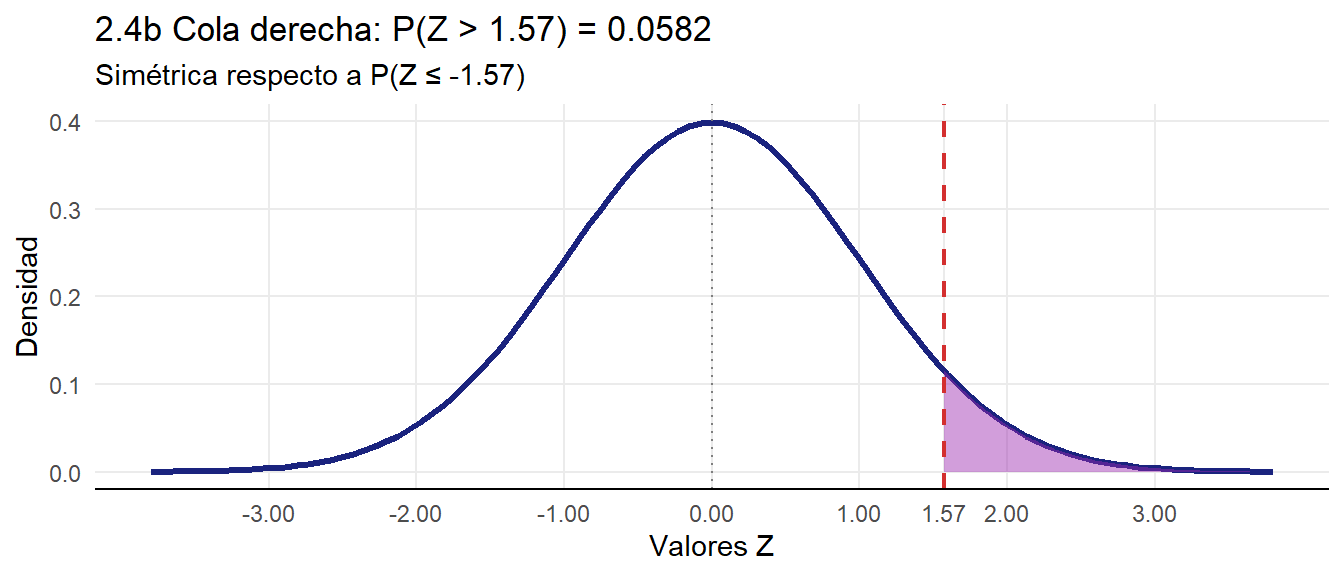 2.4b Cola derecha: P(Z > 1.57) = 0.0582
Simétrica respecto a P(Z ≤ -1.57)
Densidad
0.4
0.3
0.2
0.1
0.0
-3.00 -2.00 -1.00 0.00 1.00 1.57 2.00 3.00
Valores Z